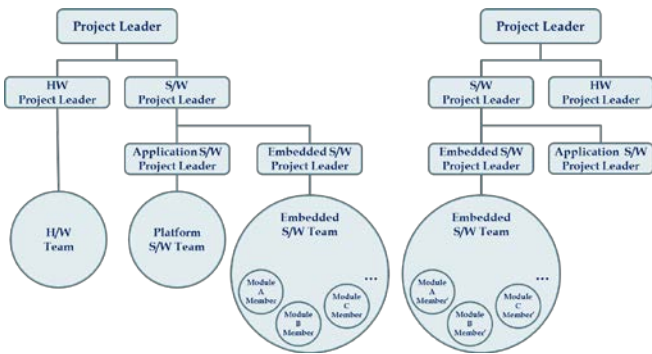 Project Leader
HW
Project Leader
S/W
Project Leader
Application S/W
Project Leader
Embedded S/W
Project Leader
H/W
Team
Platform
S/W Team
Embedded
S/W Team
...
Module
A
Member
Module
B
Member
Module
C
Member
Project Leader
S/W
Project Leader
HW
Project Leader
Embedded S/W
Project Leader
Application S/W
Project Leader
Embedded
S/W Team
...
Module
A
Member'
Module
B
Member'
Module
C
Member'